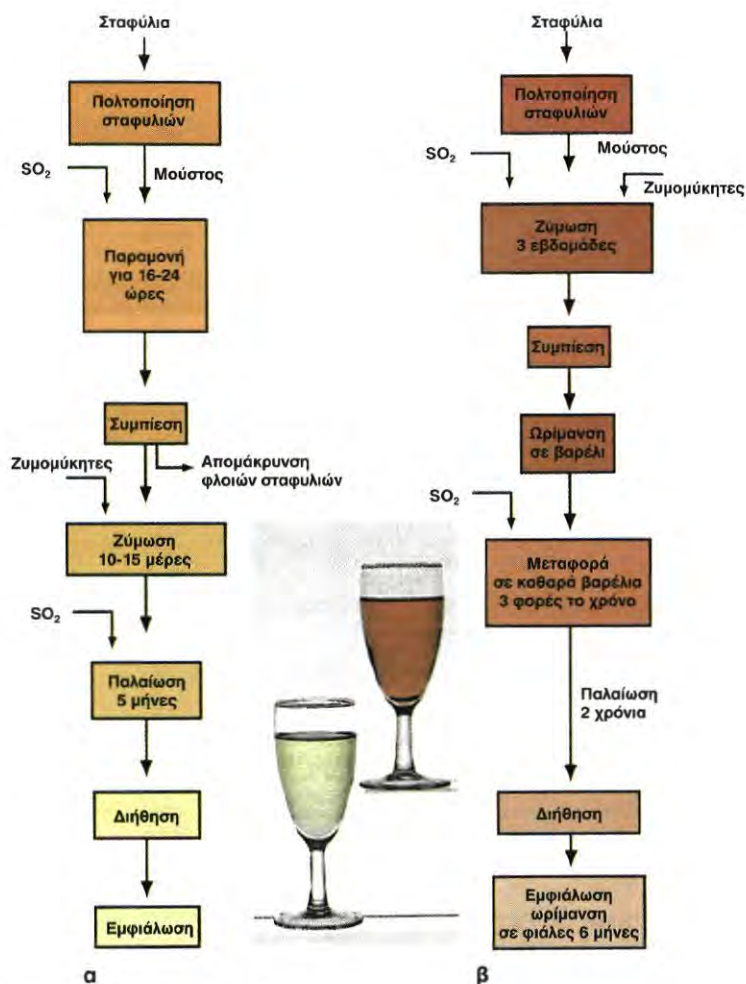 Σταφύλια
Πολτοποίηση
σταφυλιών
SO₂
Μούστος
Παραμονή
για 16-24
ώρες
Συμπίεση
Ζυμομύκητες
Απομάκρυνση
φλοιών σταφυλιών
Ζύμωση
10-15 μέρες
SO₂
Παλαίωση
5 μήνες
Διήθηση
Εμφιάλωση
α
Σταφύλια
Πολτοποίηση
σταφυλιών
SO₂
Μούστος
Ζυμομύκητες
Ζύμωση
3 εβδομάδες
Συμπίεση
Ωρίμανση
σε βαρέλι
SO₂
Μεταφορά
σε καθαρά βαρέλια
3 φορές το χρόνο
Παλαίωση
2 χρόνια
Διήθηση
Εμφιάλωση
ωρίμανση
σε φιάλες 6 μήνες
β